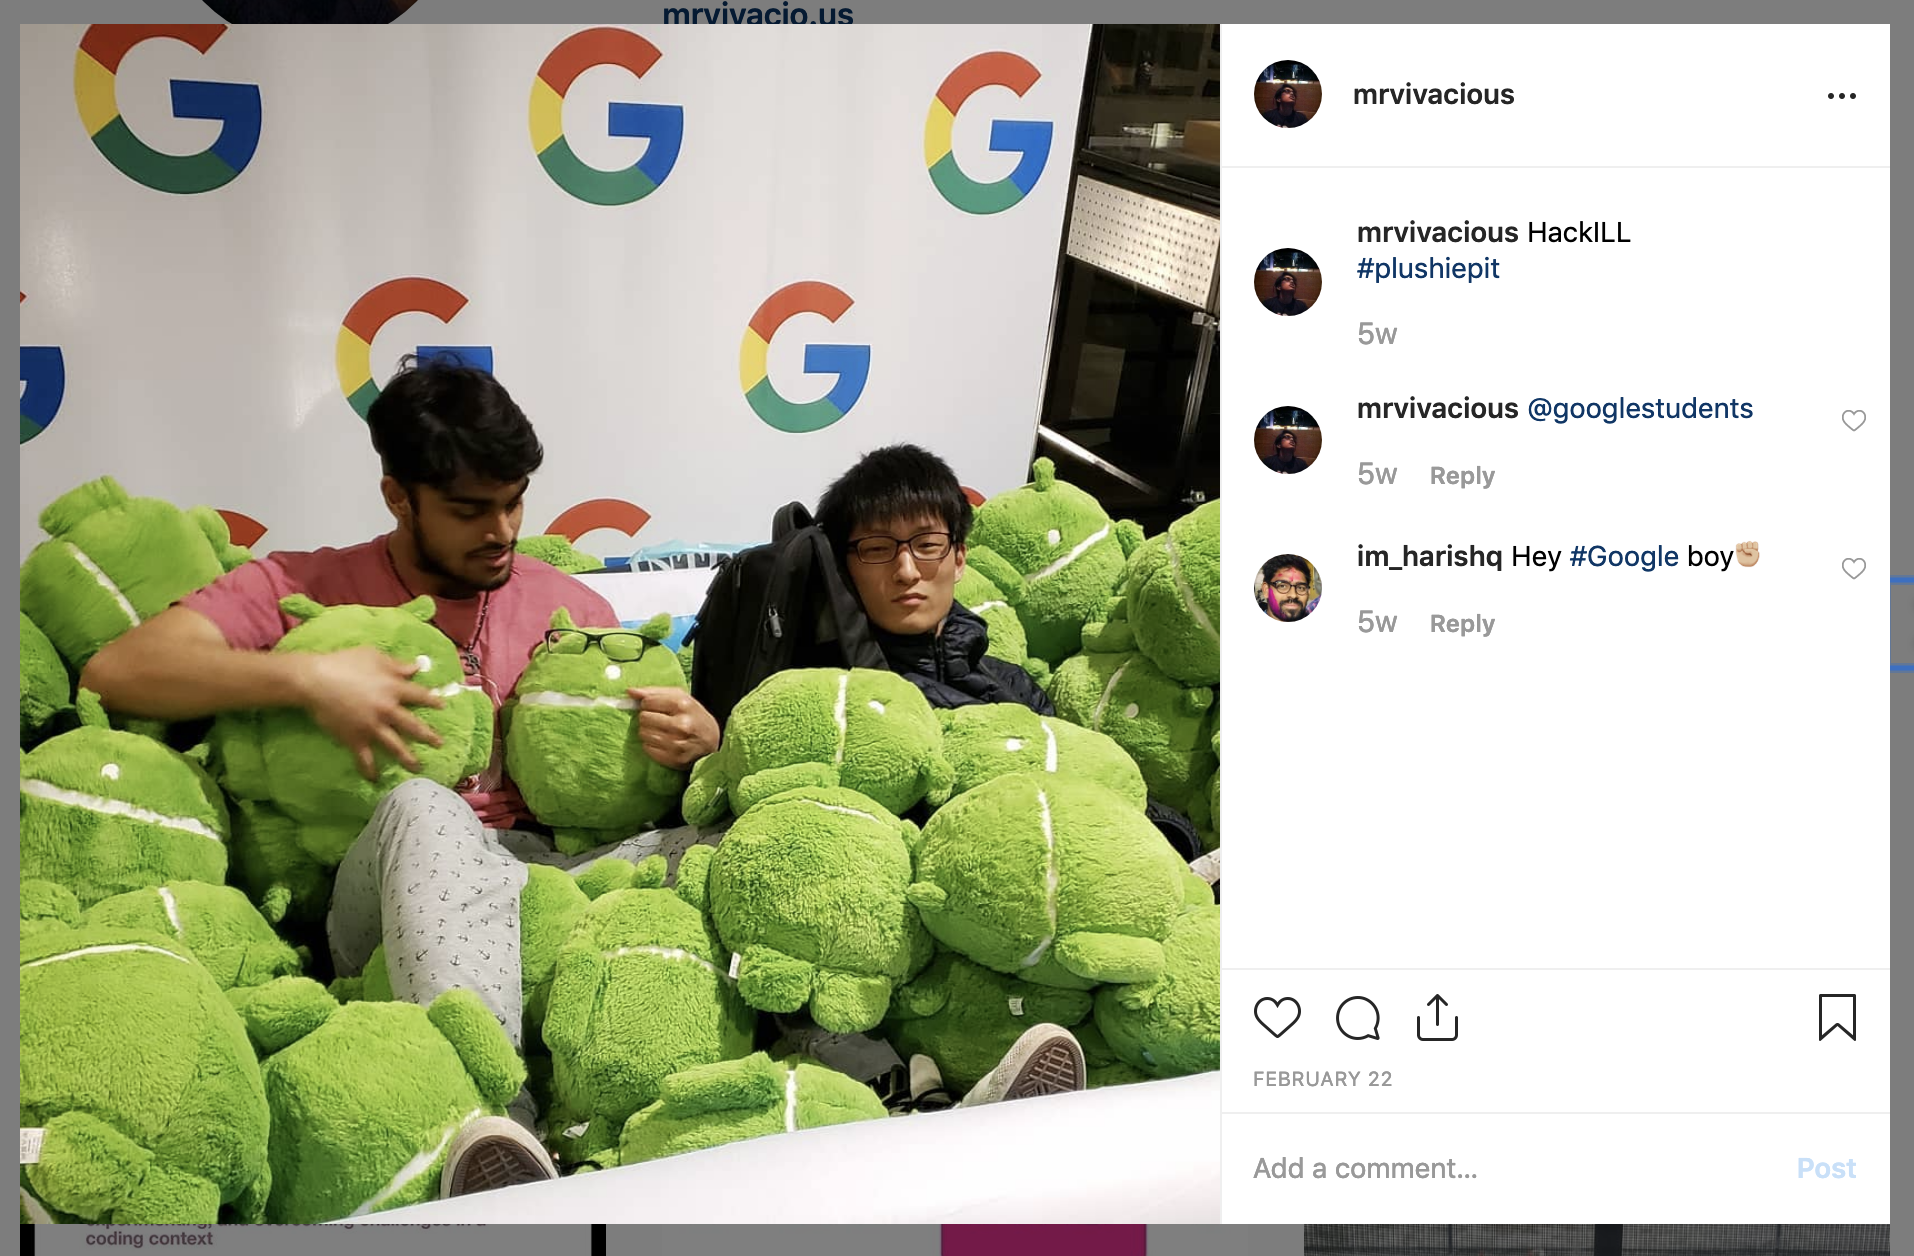 mrvivacio.us
mrvivacious
mrvivacious HackILL
#plushiepit
5w
mrvivacious @googlestudents
5w Reply
im_harishq Hey #Google boy✊🏼
5w Reply
FEBRUARY 22
Add a comment... Post
coding context